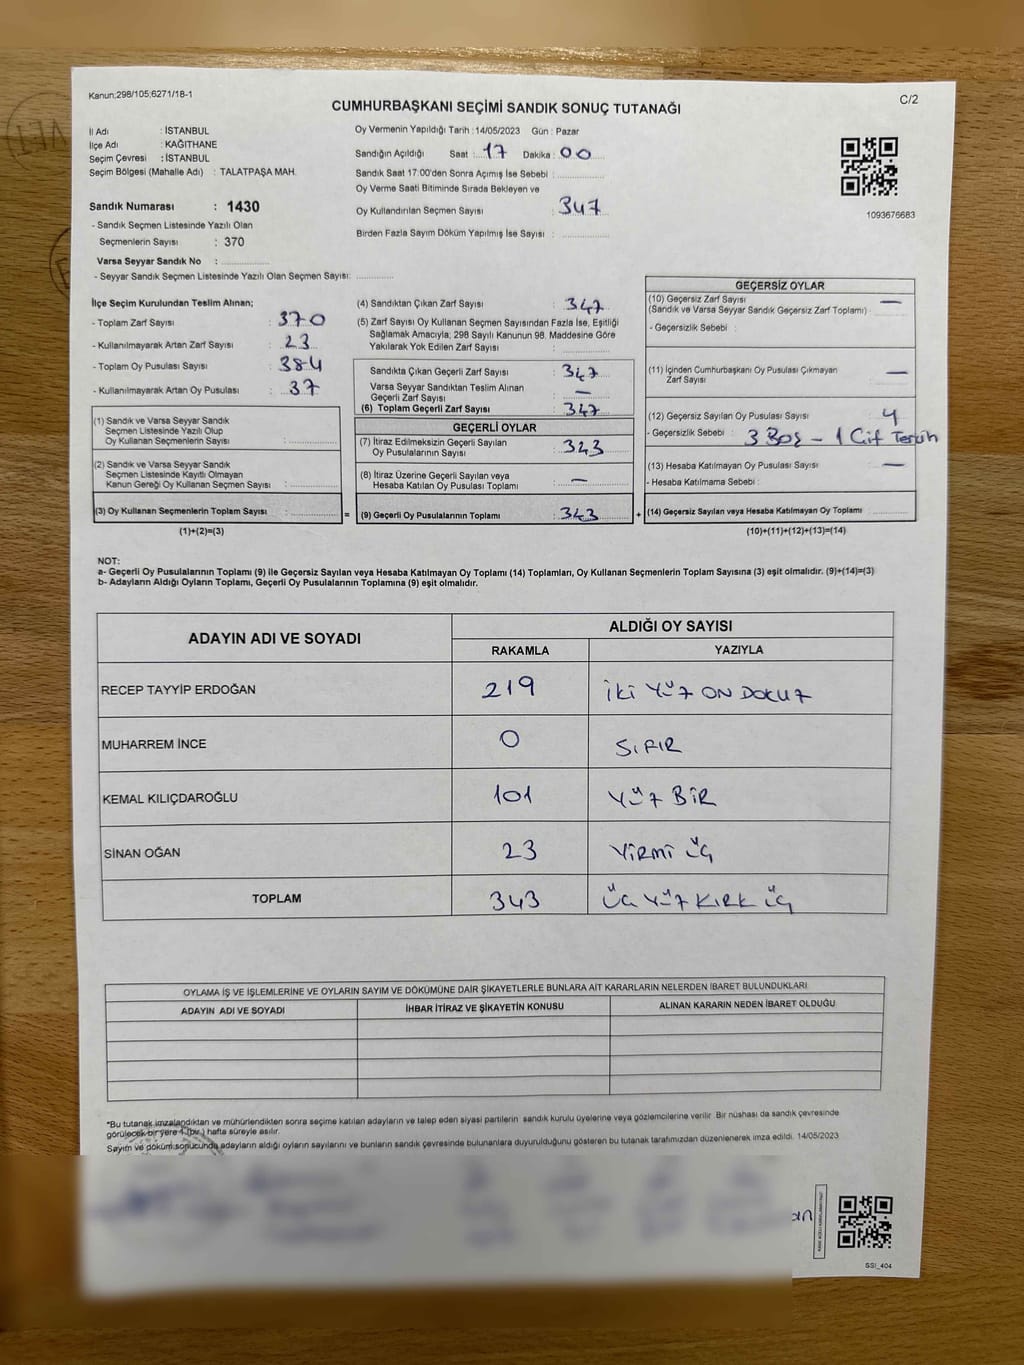 Kanun;298/105;6271/18-1
C/2
CUMHURBAŞKANI SEÇİMİ SANDIK SONUÇ TUTANAĞI
İl Adı : İSTANBUL
İlçe Adı : KAĞITHANE
Seçim Çevresi : İSTANBUL
Seçim Bölgesi (Mahalle Adı) : TALATPAŞA MAH.
Sandık Numarası : 1430
- Sandık Seçmen Listesinde Yazılı Olan
Seçmenlerin Sayısı : 370
Varsa Seyyar Sandık No :
- Seyyar Sandık Seçmen Listesinde Yazılı Olan Seçmen Sayısı:
Oy Vermenin Yapıldığı Tarih : 14/05/2023 Gün : Pazar
Sandığın Açıldığı Saat : 17 Dakika : 00
Sandık Saat 17:00'den Sonra Açımış İse Sebebi :
Oy Verme Saati Bitiminde Sırada Bekleyen ve
Oy Kullandırılan Seçmen Sayısı : 347
Birden Fazla Sayım Döküm Yapılmış İse Sayısı :
1093676683
İlçe Seçim Kurulundan Teslim Alınan;
- Toplam Zarf Sayısı : 370
- Kullanılmayarak Artan Zarf Sayısı : 23
- Toplam Oy Pusulası Sayısı : 384
- Kullanılmayarak Artan Oy Pusulası : 37
(1) Sandık ve Varsa Seyyar Sandık
Seçmen Listesinde Yazılı Olup
Oy Kullanan Seçmenlerin Sayısı :
(2) Sandık ve Varsa Seyyar Sandık
Seçmen Listesinde Kayıtlı Olmayan
Kanun Gereği Oy Kullanan Seçmen Sayısı :
(3) Oy Kullanan Seçmenlerin Toplam Sayısı :
(1)+(2)=(3)
(4) Sandıktan Çıkan Zarf Sayısı : 347
(5) Zarf Sayısı Oy Kullanan Seçmen Sayısından Fazla İse, Eşitliği
Sağlamak Amacıyla, 298 Sayılı Kanunun 98. Maddesine Göre
Yakılarak Yok Edilen Zarf Sayısı :
Sandıkta Çıkan Geçerli Zarf Sayısı : 347
Varsa Seyyar Sandıktan Teslim Alınan
Geçerli Zarf Sayısı : —
(6) Toplam Geçerli Zarf Sayısı : 347
GEÇERLİ OYLAR
(7) İtiraz Edilmeksizin Geçerli Sayılan
Oy Pusulalarının Sayısı : 343
(8) İtiraz Üzerine Geçerli Sayılan veya
Hesaba Katılan Oy Pusulası Toplamı : —
= (9) Geçerli Oy Pusulalarının Toplamı : 343 +
GEÇERSİZ OYLAR
(10) Geçersiz Zarf Sayısı : —
(Sandık ve Varsa Seyyar Sandık Geçersiz Zarf Toplamı)
- Geçersizlik Sebebi :
(11) İçinden Cumhurbaşkanı Oy Pusulası Çıkmayan
Zarf Sayısı : —
(12) Geçersiz Sayılan Oy Pusulası Sayısı : 4
- Geçersizlik Sebebi : 3 Boş - 1 Çift Tercih
(13) Hesaba Katılmayan Oy Pusulası Sayısı : —
- Hesaba Katılmama Sebebi :
(14) Geçersiz Sayılan veya Hesaba Katılmayan Oy Toplamı :
(10)+(11)+(12)+(13)=(14)
NOT:
a- Geçerli Oy Pusulalarının Toplamı (9) ile Geçersiz Sayılan veya Hesaba Katılmayan Oy Toplamı (14) Toplamları, Oy Kullanan Seçmenlerin Toplam Sayısına (3) eşit olmalıdır. (9)+(14)=(3)
b- Adayların Aldığı Oyların Toplamı, Geçerli Oy Pusulalarının Toplamına (9) eşit olmalıdır.
ADAYIN ADI VE SOYADI
ALDIĞI OY SAYISI
RAKAMLA YAZIYLA
RECEP TAYYİP ERDOĞAN 219 İKİ YÜZ ON DOKUZ
MUHARREM İNCE 0 SIFIR
KEMAL KILIÇDAROĞLU 101 YÜZ BİR
SİNAN OĞAN 23 YİRMİ ÜÇ
TOPLAM 343 ÜÇ YÜZ KIRK ÜÇ
OYLAMA İŞ VE İŞLEMLERİNE VE OYLARIN SAYIM VE DÖKÜMÜNE DAİR ŞİKAYETLERLE BUNLARA AİT KARARLARIN NELERDEN İBARET BULUNDUKLARI
ADAYIN ADI VE SOYADI İHBAR İTİRAZ VE ŞİKAYETİN KONUSU ALINAN KARARIN NEDEN İBARET OLDUĞU
*Bu tutanak imzalandıktan ve mühürlendikten sonra seçime katılan adayların ve talep eden siyasi partilerin sandık kurulu üyelerine veya gözlemcilerine verilir. Bir nüshası da sandık çevresinde
görülecek bir yere 1 (bir) hafta süreyle asılır.
Sayım ve döküm sonucunda adayların aldığı oyların sayılarını ve bunların sandık çevresinde bulunanlara duyurulduğunu gösteren bu tutanak tarafımızdan düzenlenerek imza edildi. 14/05/2023
SSI_404